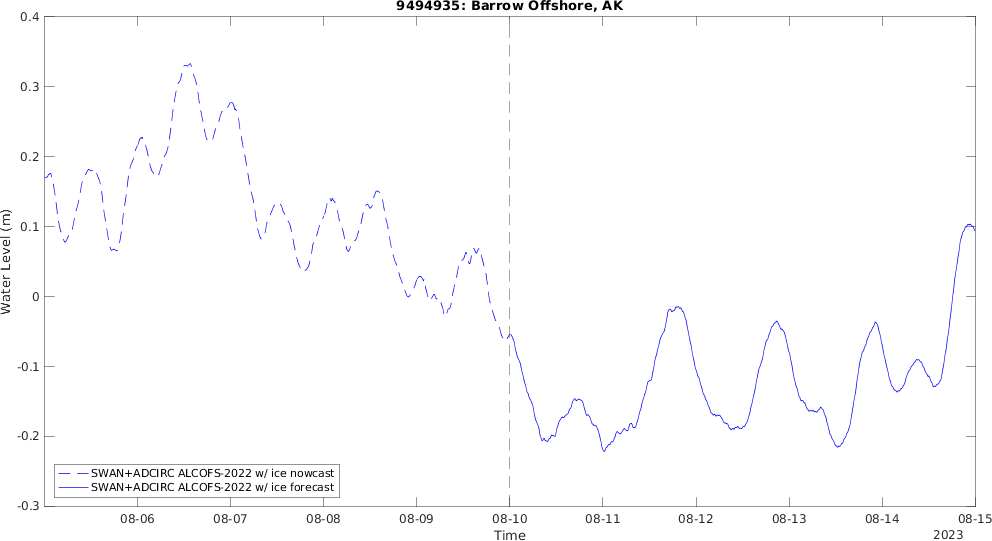 9494935: Barrow Offshore, AK
Water Level (m)
0.4
0.3
0.2
0.1
0
-0.1
-0.2
-0.3
SWAN+ADCIRC ALCOFS-2022 w/ ice nowcast
SWAN+ADCIRC ALCOFS-2022 w/ ice forecast
08-06 08-07 08-08 08-09 08-10 08-11 08-12 08-13 08-14 08-15
Time
2023